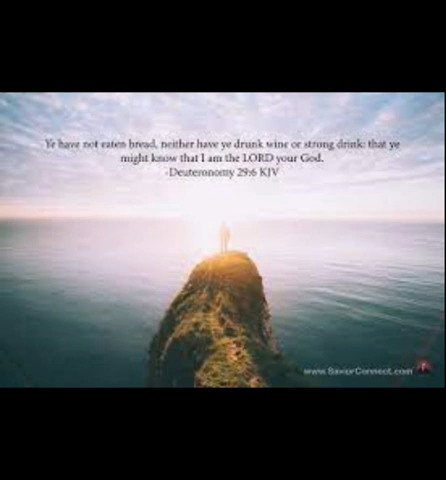 Ye have not eaten bread, neither have ye drunk wine or strong drink: that ye
might know that I am the LORD your God.
-Deuteronomy 29:6 KJV
www.SaviorConnect.com